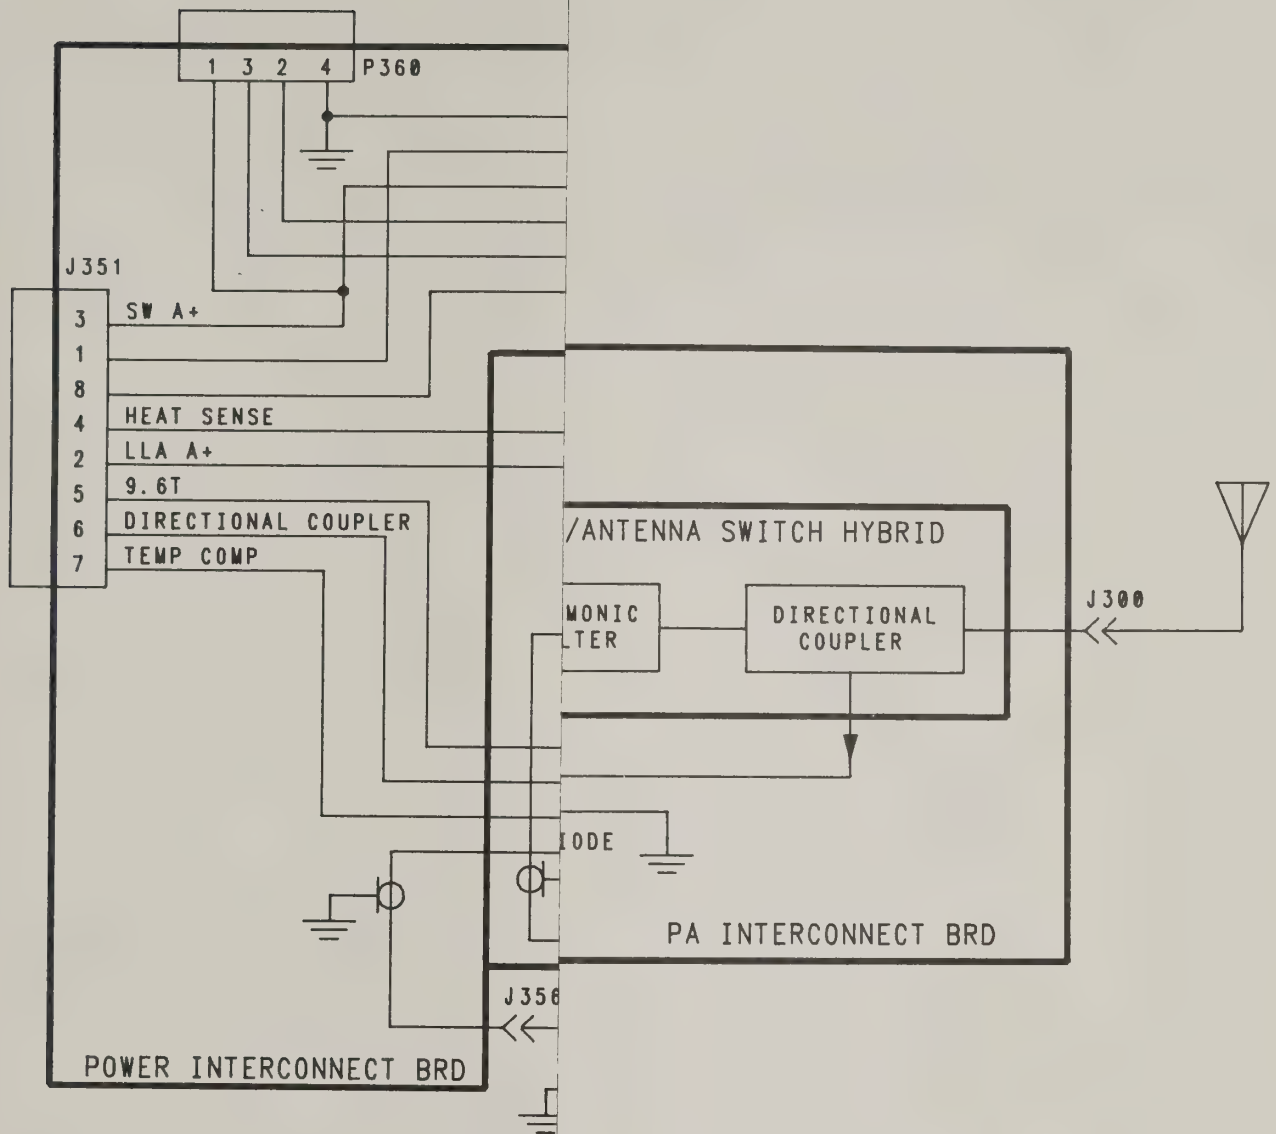 1 3 2 4 P360
J351
3 SW A+
1
8
4 HEAT SENSE
2 LLA A+
5 9.6T
6 DIRECTIONAL COUPLER
7 TEMP COMP
/ANTENNA SWITCH HYBRID
MONIC
LTER
DIRECTIONAL
COUPLER
J300
IODE
PA INTERCONNECT BRD
POWER INTERCONNECT BRD